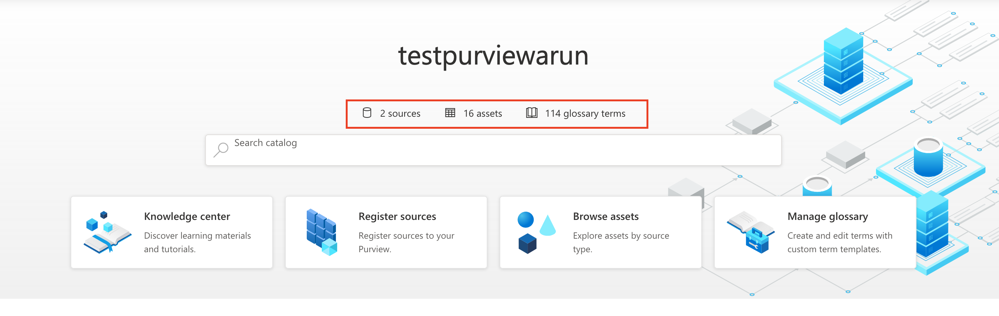 testpurviewarun
2 sources 16 assets 114 glossary terms
Search catalog
Knowledge center
Discover learning materials
and tutorials.
Register sources
Register sources to your
Purview.
Browse assets
Explore assets by source
type.
Manage glossary
Create and edit terms with
custom term templates.